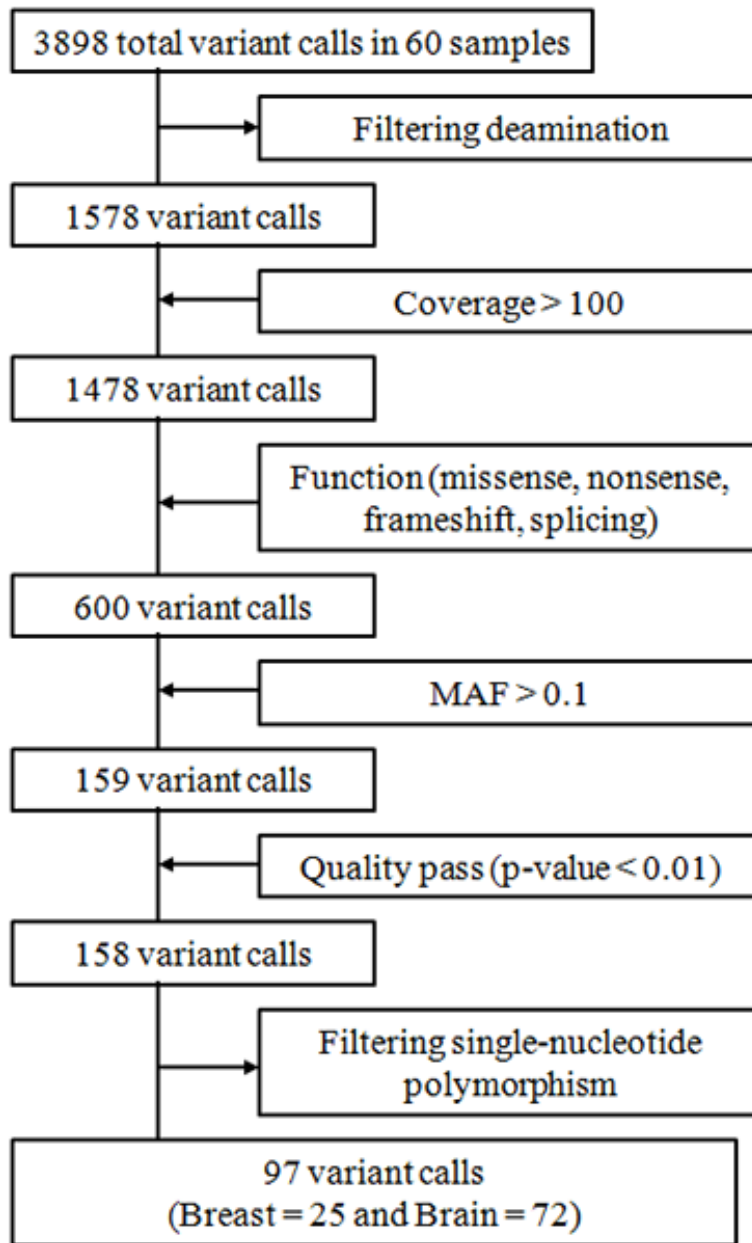 3898 total variant calls in 60 samples
Filtering deamination
1578 variant calls
Coverage > 100
1478 variant calls
Function (missense, nonsense,
frameshift, splicing)
600 variant calls
MAF > 0.1
159 variant calls
Quality pass (p-value < 0.01)
158 variant calls
Filtering single-nucleotide
polymorphism
97 variant calls
(Breast = 25 and Brain = 72)